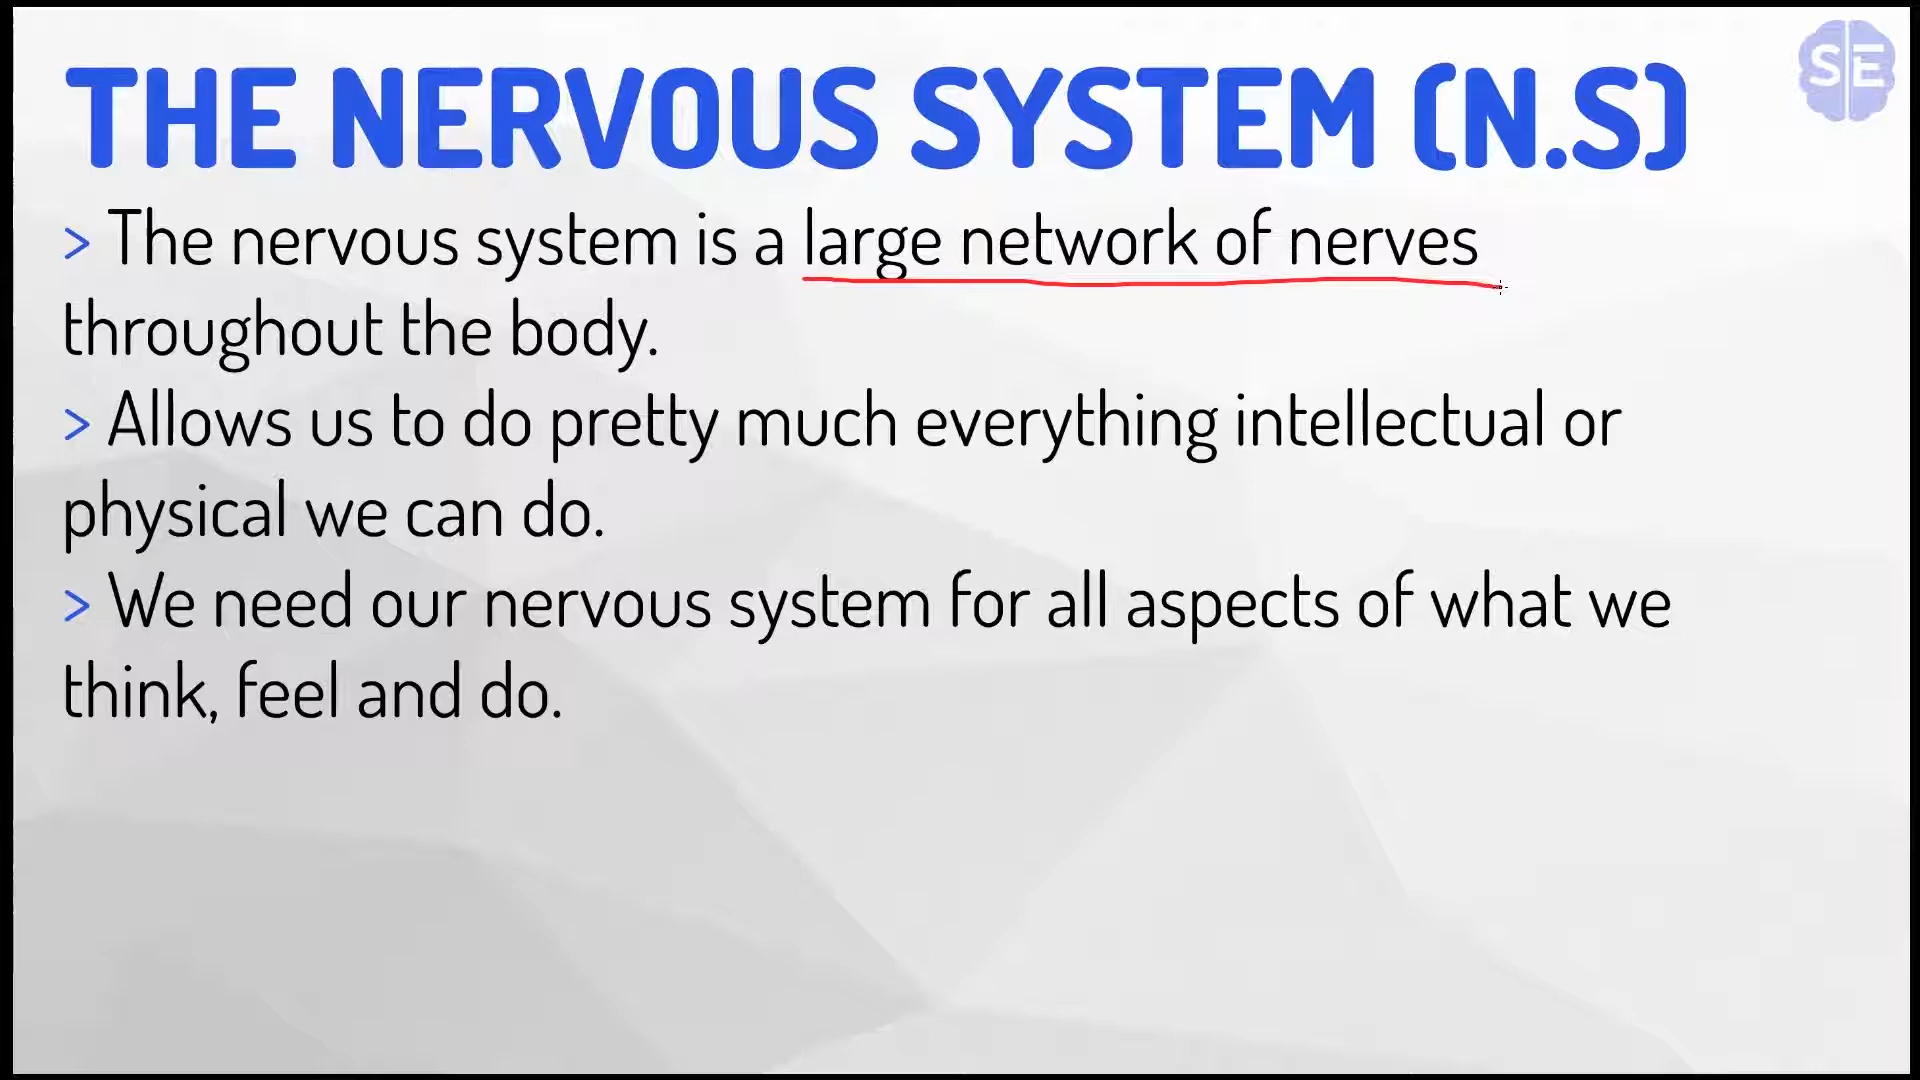 THE NERVOUS SYSTEM (N.S)
SE
> The nervous system is a large network of nerves
throughout the body.
> Allows us to do pretty much everything intellectual or
physical we can do.
> We need our nervous system for all aspects of what we
think, feel and do.